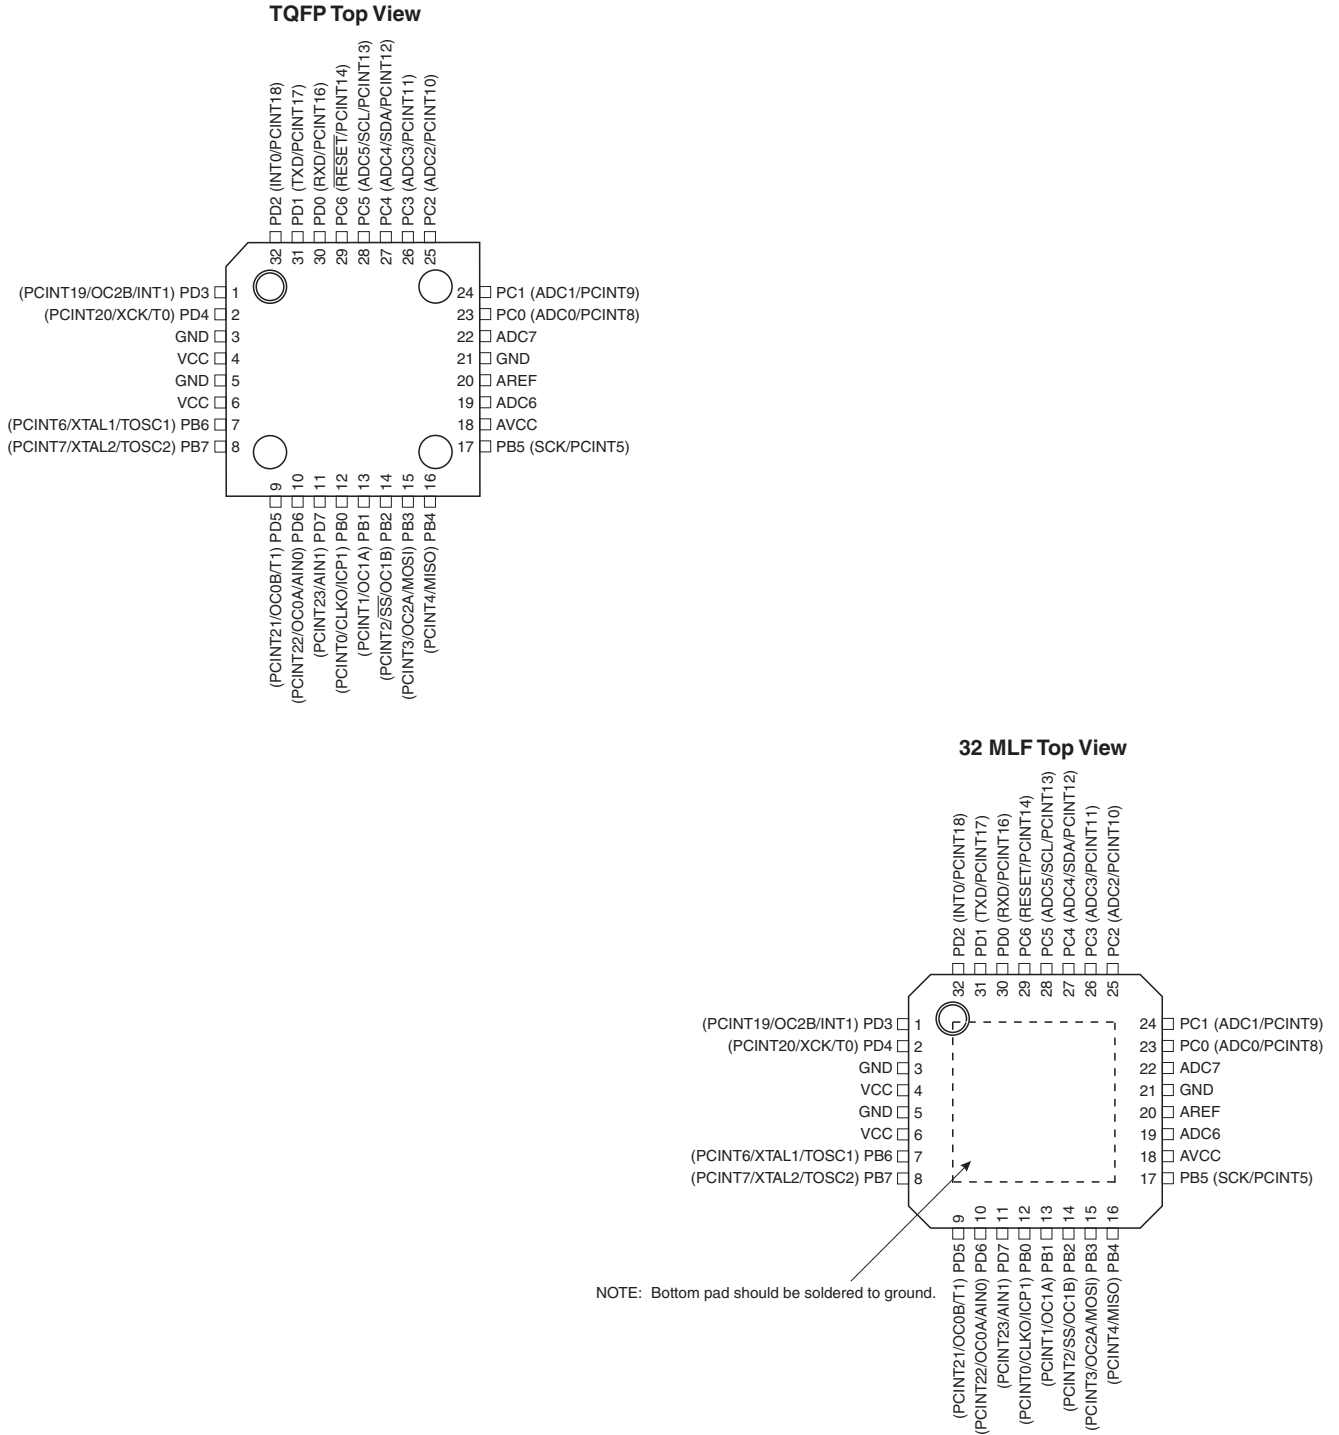 TQFP Top View
PD2 (INT0/PCINT18)
PD1 (TXD/PCINT17)
PD0 (RXD/PCINT16)
PC6 (RESET/PCINT14)
PC5 (ADC5/SCL/PCINT13)
PC4 (ADC4/SDA/PCINT12)
PC3 (ADC3/PCINT11)
PC2 (ADC2/PCINT10)
32
31
30
29
28
27
26
25
(PCINT19/OC2B/INT1) PD3 1
(PCINT20/XCK/T0) PD4 2
GND 3
VCC 4
GND 5
VCC 6
(PCINT6/XTAL1/TOSC1) PB6 7
(PCINT7/XTAL2/TOSC2) PB7 8
24 PC1 (ADC1/PCINT9)
23 PC0 (ADC0/PCINT8)
22 ADC7
21 GND
20 AREF
19 ADC6
18 AVCC
17 PB5 (SCK/PCINT5)
9
10
11
12
13
14
15
16
(PCINT21/OC0B/T1) PD5
(PCINT22/OC0A/AIN0) PD6
(PCINT23/AIN1) PD7
(PCINT0/CLKO/ICP1) PB0
(PCINT1/OC1A) PB1
(PCINT2/SS/OC1B) PB2
(PCINT3/OC2A/MOSI) PB3
(PCINT4/MISO) PB4
32 MLF Top View
PD2 (INT0/PCINT18)
PD1 (TXD/PCINT17)
PD0 (RXD/PCINT16)
PC6 (RESET/PCINT14)
PC5 (ADC5/SCL/PCINT13)
PC4 (ADC4/SDA/PCINT12)
PC3 (ADC3/PCINT11)
PC2 (ADC2/PCINT10)
32
31
30
29
28
27
26
25
(PCINT19/OC2B/INT1) PD3 1
(PCINT20/XCK/T0) PD4 2
GND 3
VCC 4
GND 5
VCC 6
(PCINT6/XTAL1/TOSC1) PB6 7
(PCINT7/XTAL2/TOSC2) PB7 8
24 PC1 (ADC1/PCINT9)
23 PC0 (ADC0/PCINT8)
22 ADC7
21 GND
20 AREF
19 ADC6
18 AVCC
17 PB5 (SCK/PCINT5)
9
10
11
12
13
14
15
16
(PCINT21/OC0B/T1) PD5
(PCINT22/OC0A/AIN0) PD6
(PCINT23/AIN1) PD7
(PCINT0/CLKO/ICP1) PB0
(PCINT1/OC1A) PB1
(PCINT2/SS/OC1B) PB2
(PCINT3/OC2A/MOSI) PB3
(PCINT4/MISO) PB4
NOTE: Bottom pad should be soldered to ground.